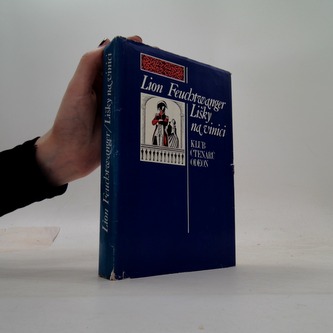 Lion Feuchtwanger
Lišky
na vinici
KLUB
ČTENÁŘŮ
ODEON
Lion Feuchtwanger / Lišky na vinici